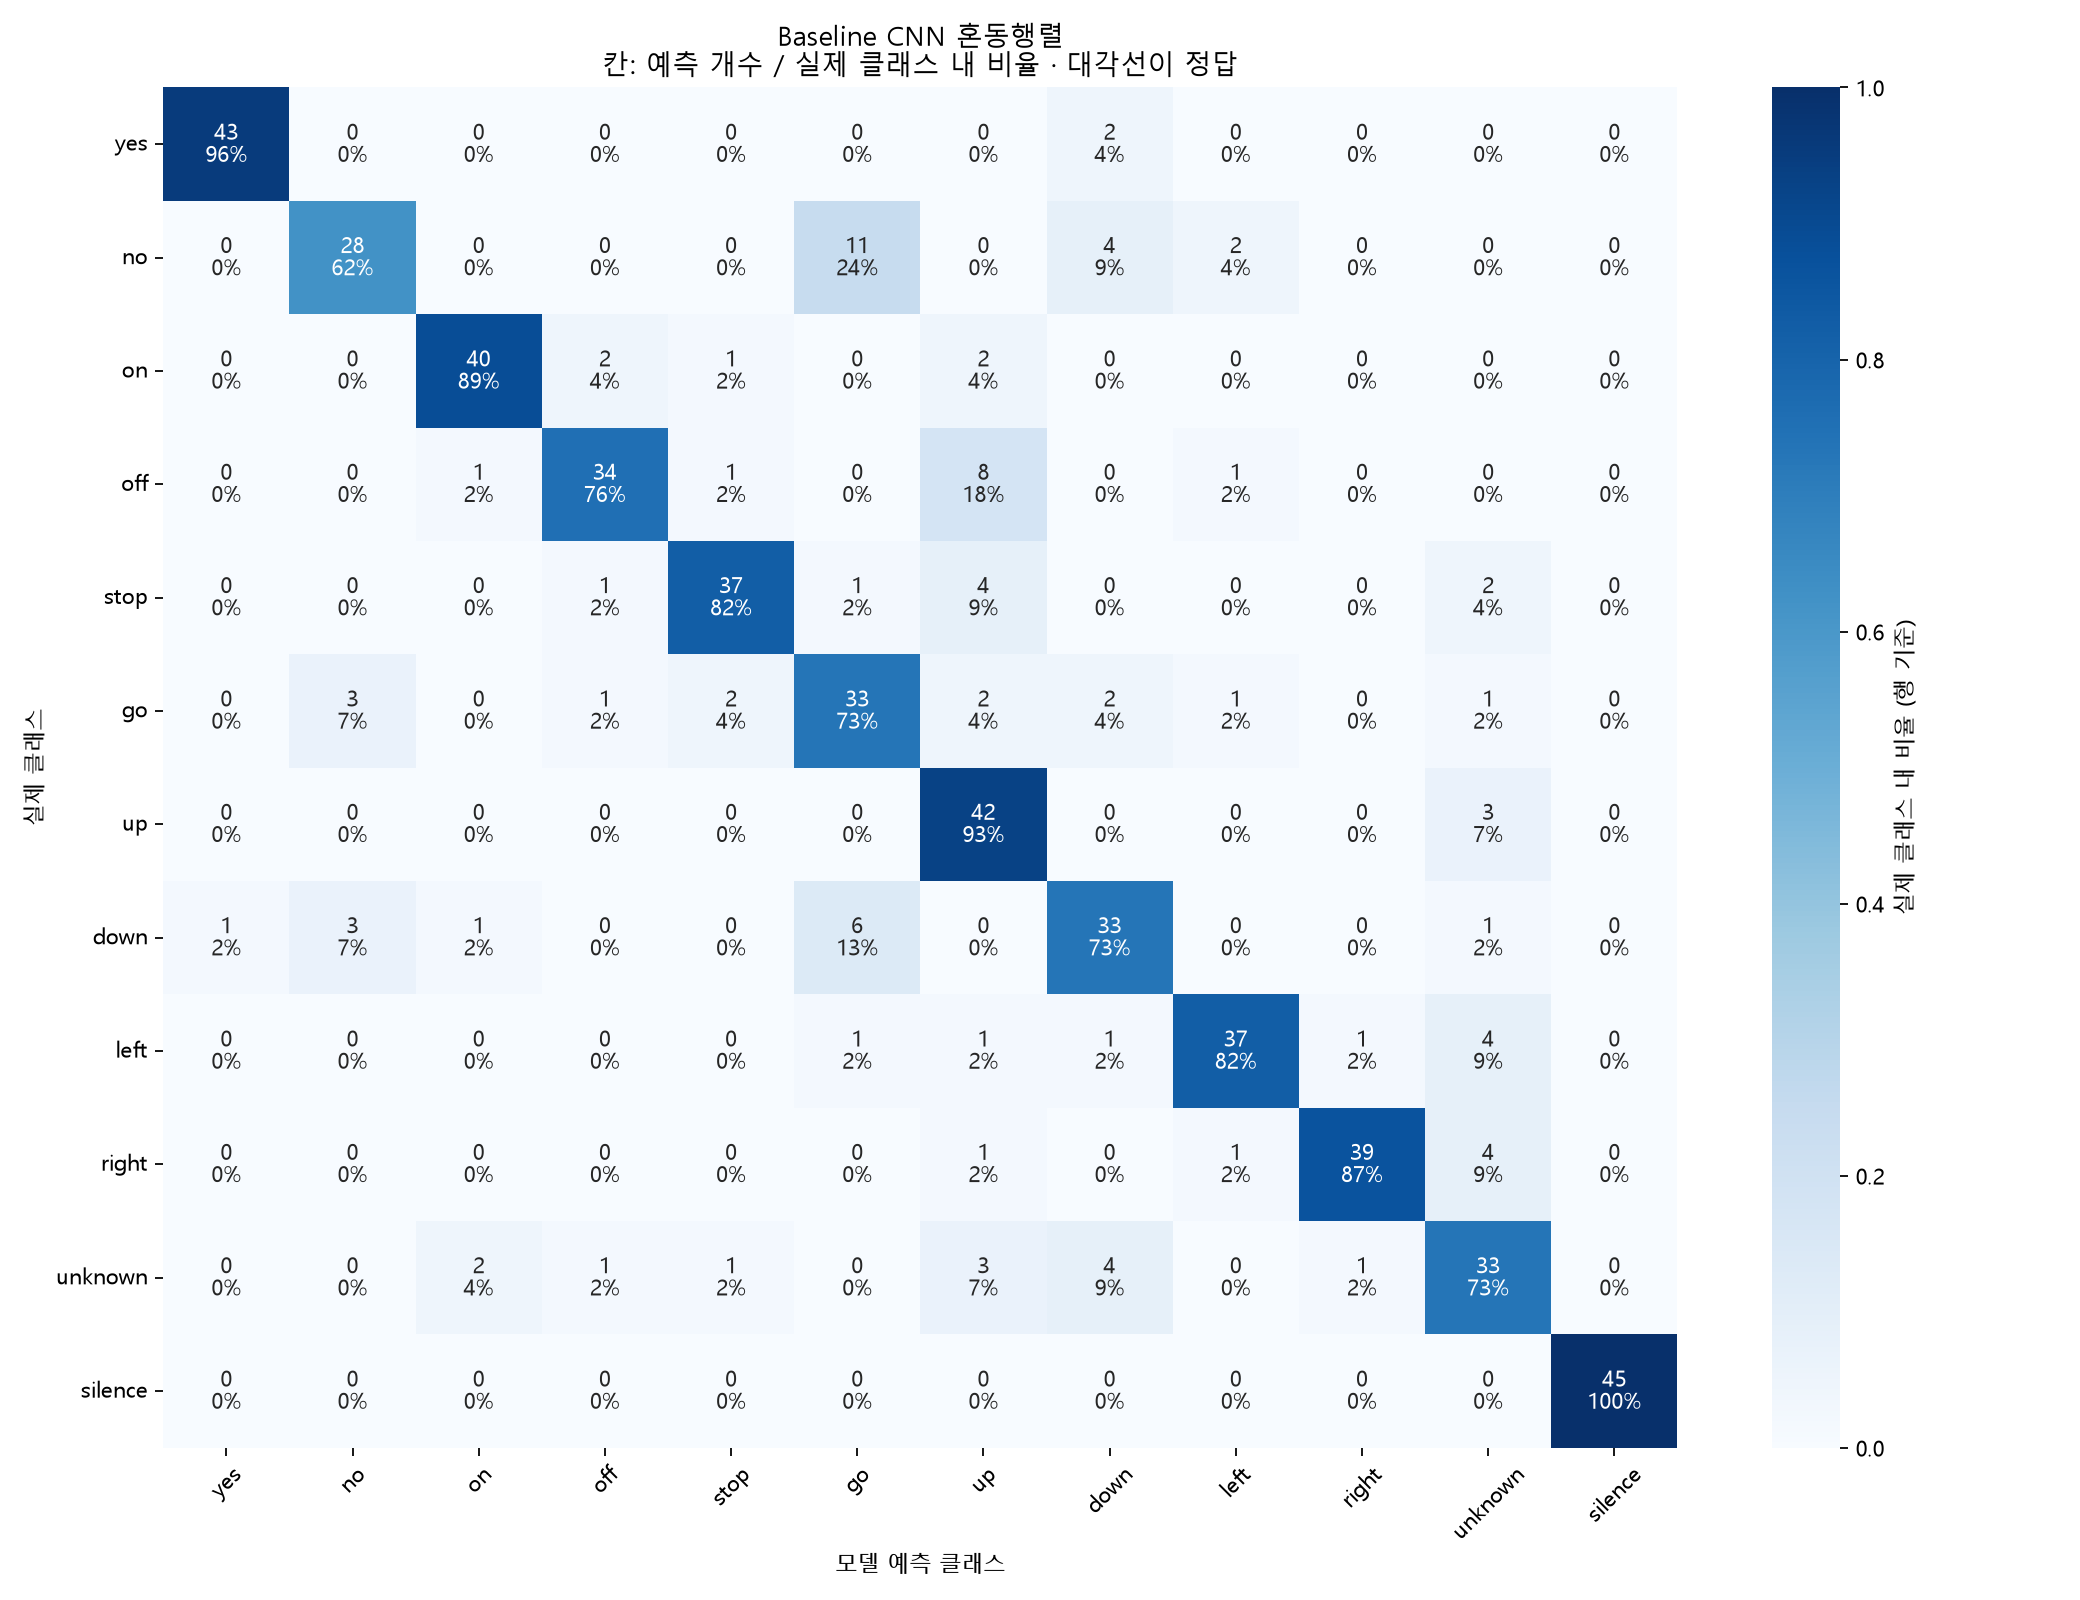 Baseline CNN 혼동행렬
칸: 예측 개수 / 실제 클래스 내 비율 · 대각선이 정답
실제 클래스
yes
43 0 0 0 0 0 0 2 0 0 0 0
96% 0% 0% 0% 0% 0% 0% 4% 0% 0% 0% 0%
no
0 28 0 0 0 11 0 4 2 0 0 0
0% 62% 0% 0% 0% 24% 0% 9% 4% 0% 0% 0%
on
0 0 40 2 1 0 2 0 0 0 0 0
0% 0% 89% 4% 2% 0% 4% 0% 0% 0% 0% 0%
off
0 0 1 34 1 0 8 0 1 0 0 0
0% 0% 2% 76% 2% 0% 18% 0% 2% 0% 0% 0%
stop
0 0 0 1 37 1 4 0 0 0 2 0
0% 0% 0% 2% 82% 2% 9% 0% 0% 0% 4% 0%
go
0 3 0 1 2 33 2 2 1 0 1 0
0% 7% 0% 2% 4% 73% 4% 4% 2% 0% 2% 0%
up
0 0 0 0 0 0 42 0 0 0 3 0
0% 0% 0% 0% 0% 0% 93% 0% 0% 0% 7% 0%
down
1 3 1 0 0 6 0 33 0 0 1 0
2% 7% 2% 0% 0% 13% 0% 73% 0% 0% 2% 0%
left
0 0 0 0 0 1 1 1 37 1 4 0
0% 0% 0% 0% 0% 2% 2% 2% 82% 2% 9% 0%
right
0 0 0 0 0 0 1 0 1 39 4 0
0% 0% 0% 0% 0% 0% 2% 0% 2% 87% 9% 0%
unknown
0 0 2 1 1 0 3 4 0 1 33 0
0% 0% 4% 2% 2% 0% 7% 9% 0% 2% 73% 0%
silence
0 0 0 0 0 0 0 0 0 0 0 45
0% 0% 0% 0% 0% 0% 0% 0% 0% 0% 0% 100%
yes no on off stop go up down left right unknown silence
모델 예측 클래스
1.0
0.8
0.6
0.4
0.2
0.0
실제 클래스 내 비율 (행 기준)